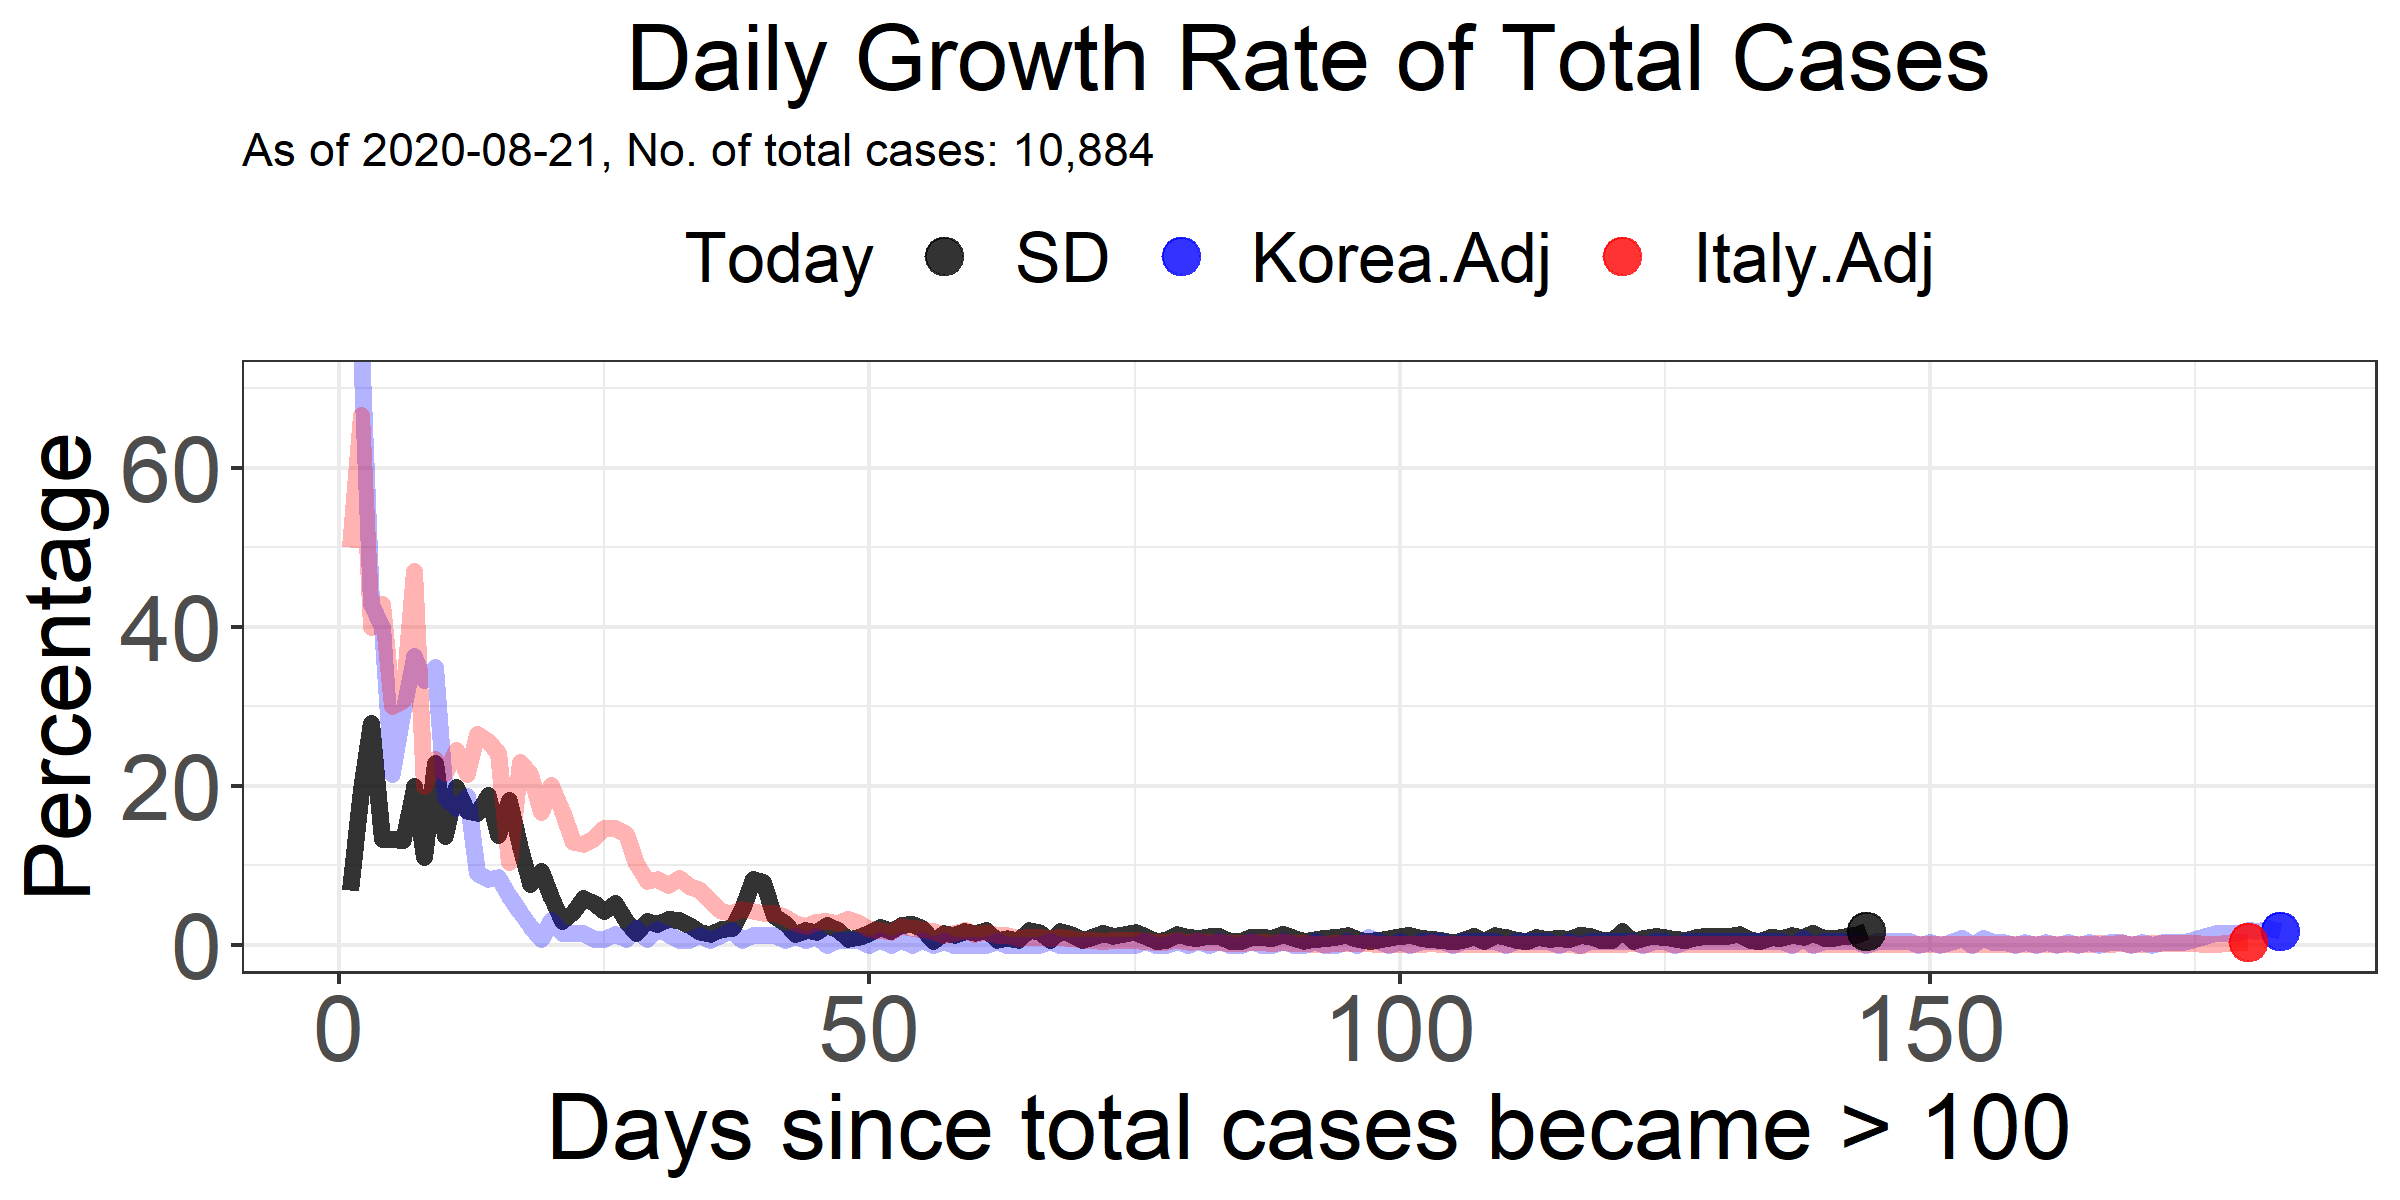 Daily Growth Rate of Total Cases
As of 2020-08-21, No. of total cases: 10,884
Today SD Korea.Adj Italy.Adj
Percentage
60
40
20
0
0 50 100 150
Days since total cases became > 100